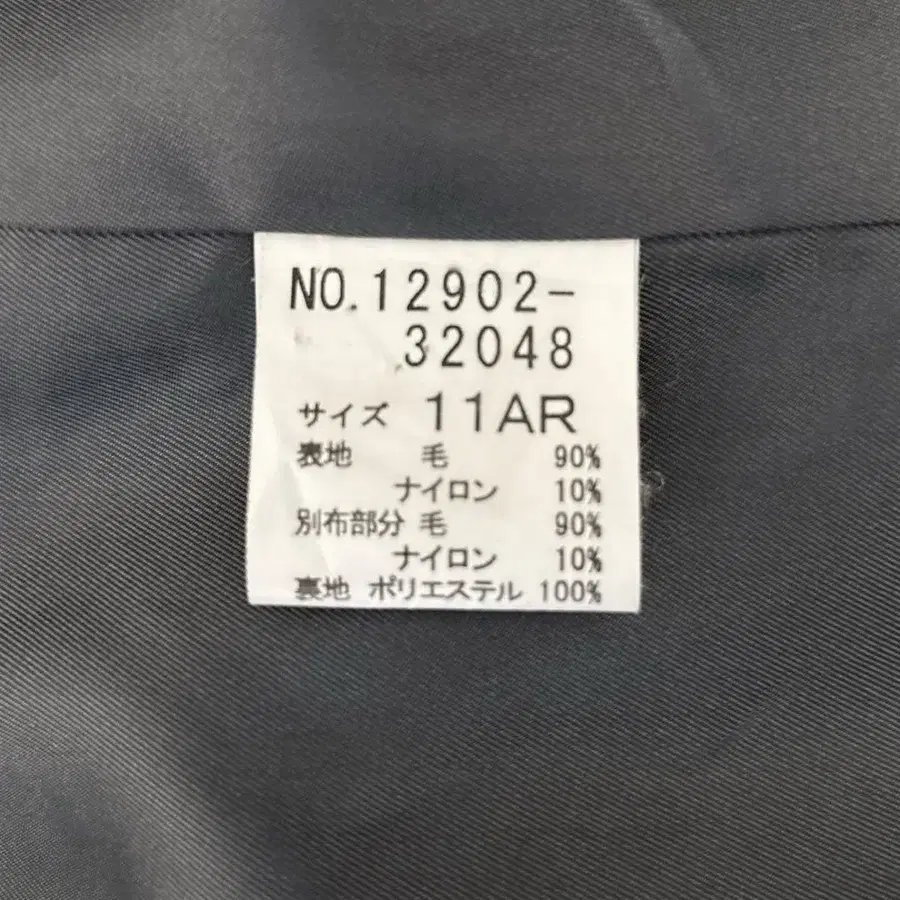 NO.12902-
32048
サイズ 11AR
表地 毛 90%
ナイロン 10%
別布部分 毛 90%
ナイロン 10%
裏地 ポリエステル 100%